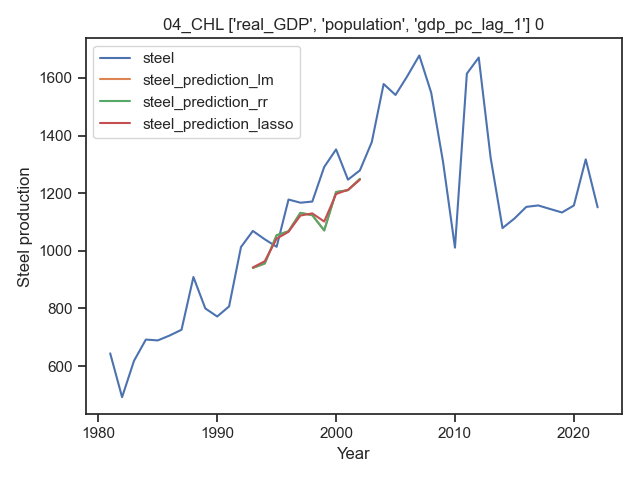 04_CHL ['real_GDP', 'population', 'gdp_pc_lag_1'] 0
steel
steel_prediction_lm
steel_prediction_rr
steel_prediction_lasso
Steel production
1600
1400
1200
1000
800
600
1980
1990
2000
2010
2020
Year